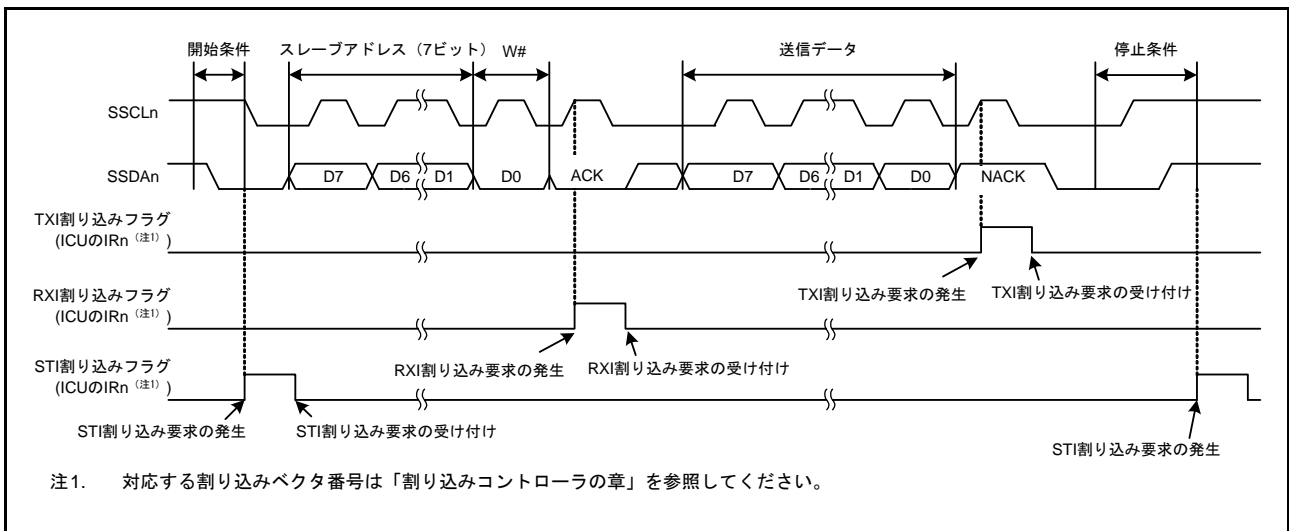 開始条件 スレーブアドレス（7ビット） W# 送信データ 停止条件
SSCLn
SSDAn D7 D6 D1 D0 ACK D7 D6 D1 D0 NACK
TXI割り込みフラグ
(ICUのIRn（注1）)
TXI割り込み要求の発生 TXI割り込み要求の受け付け
RXI割り込みフラグ
(ICUのIRn（注1）)
RXI割り込み要求の発生 RXI割り込み要求の受け付け
STI割り込みフラグ
(ICUのIRn（注1）)
STI割り込み要求の発生 STI割り込み要求の受け付け STI割り込み要求の発生
注1. 対応する割り込みベクタ番号は「割り込みコントローラの章」を参照してください。